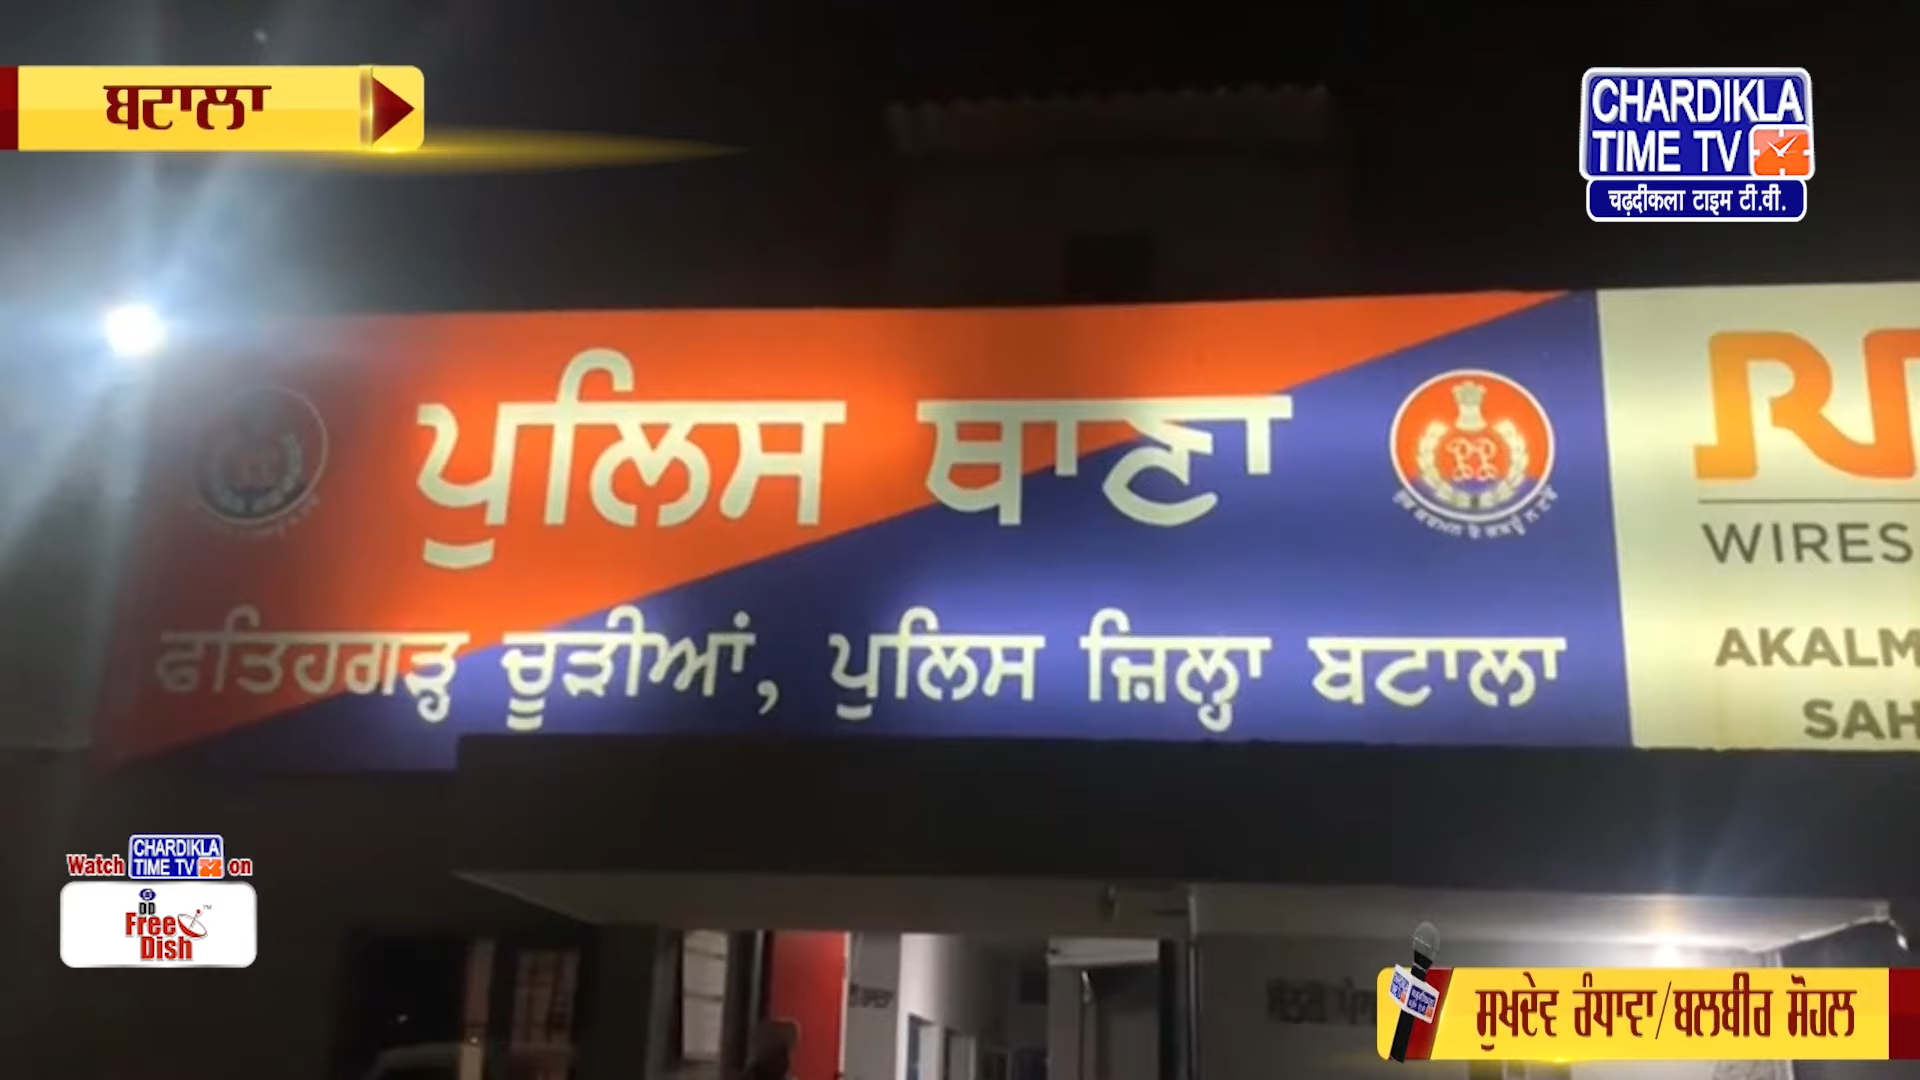 ਬਟਾਲਾ
CHARDIKLA
TIME TV
चढ़दीकला टाइम टी.वी.
ਪੁਲਿਸ ਥਾਣਾ
ਫਤਿਹਗੜ੍ਹ ਚੂੜੀਆਂ, ਪੁਲਿਸ ਜ਼ਿਲ੍ਹਾ ਬਟਾਲਾ
WIRES
AKALM
SAH
Watch CHARDIKLA TIME TV on
DD
Free
Dish
ਸੁਖਦੇਵ ਰੰਧਾਵਾ/ਬਲਬੀਰ ਸੋਹਲ